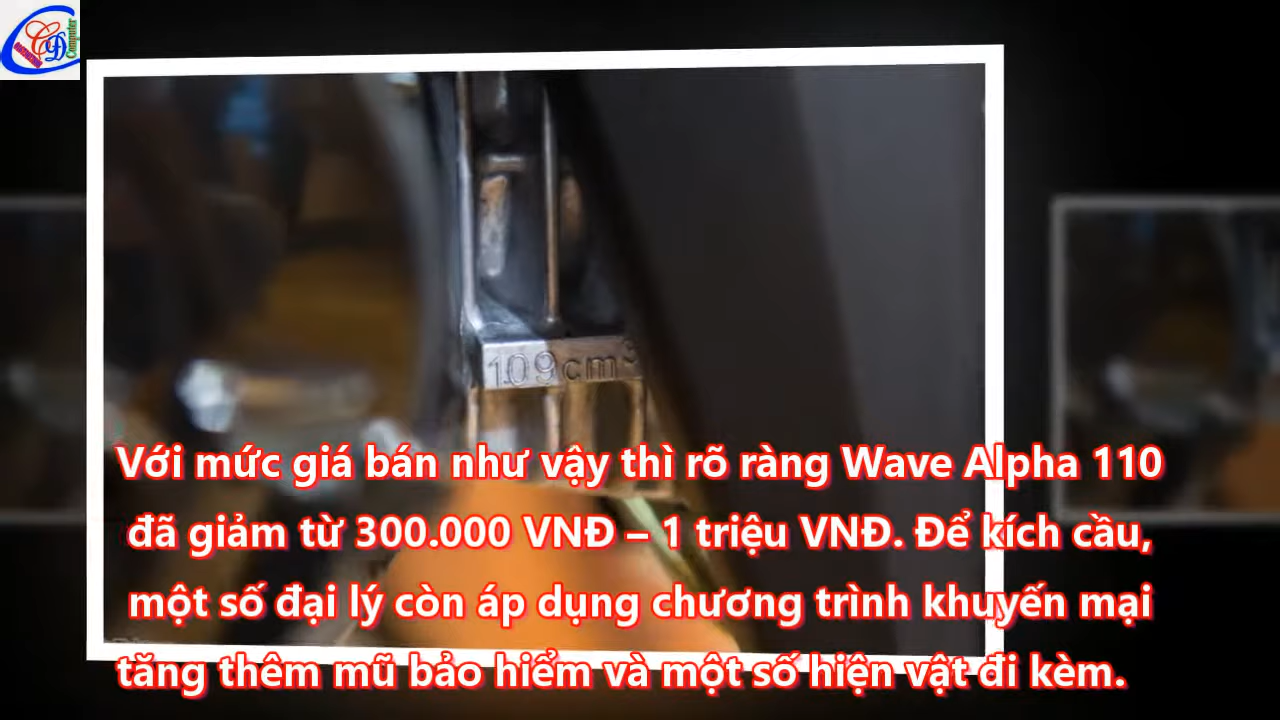 Computer
109cm³
Với mức giá bán như vậy thì rõ ràng Wave Alpha 110
đã giảm từ 300.000 VNĐ – 1 triệu VNĐ. Để kích cầu,
một số đại lý còn áp dụng chương trình khuyến mại
tăng thêm mũ bảo hiểm và một số hiện vật đi kèm.